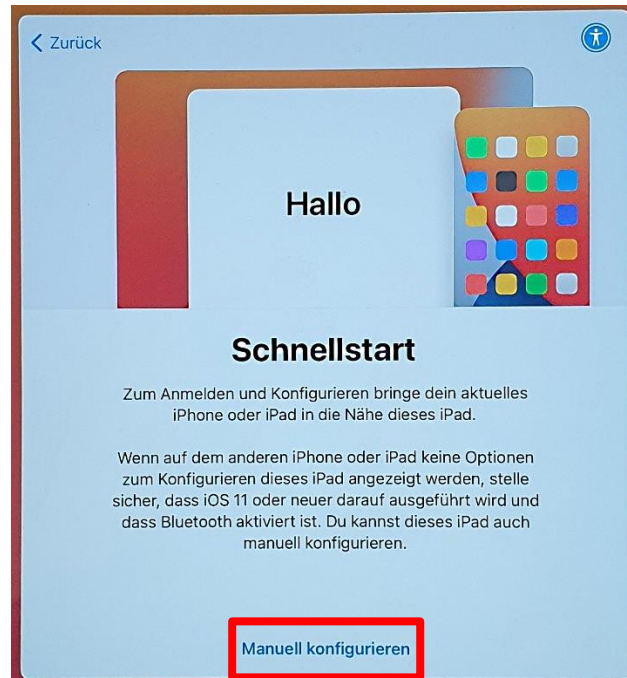 Zurück
Hallo
Schnellstart
Zum Anmelden und Konfigurieren bringe dein aktuelles
iPhone oder iPad in die Nähe dieses iPad.
Wenn auf dem anderen iPhone oder iPad keine Optionen
zum Konfigurieren dieses iPad angezeigt werden, stelle
sicher, dass iOS 11 oder neuer darauf ausgeführt wird und
dass Bluetooth aktiviert ist. Du kannst dieses iPad auch
manuell konfigurieren.
Manuell konfigurieren